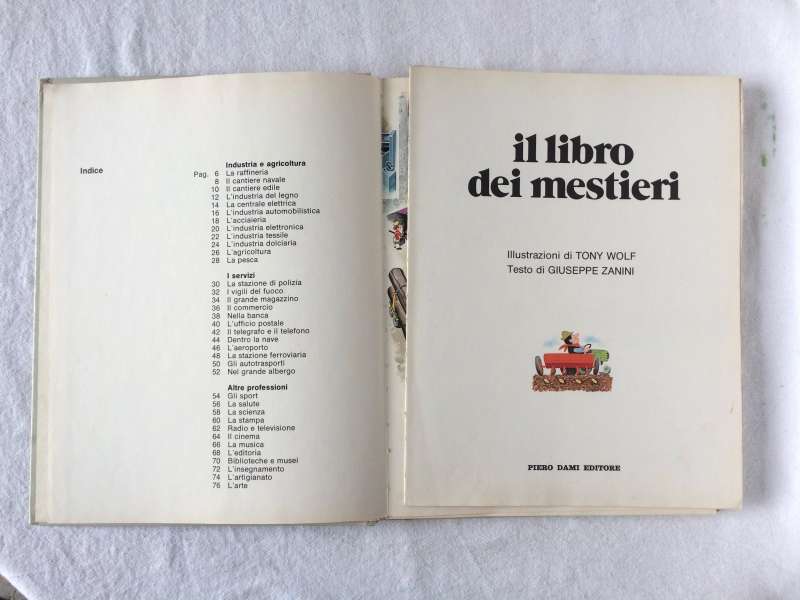 Indice
Industria e agricoltura
Pag. 6 La raffineria
8 Il cantiere navale
10 Il cantiere edile
12 L'industria del legno
14 La centrale elettrica
16 L'industria automobilistica
18 L'acciaieria
20 L'industria elettronica
22 L'industria tessile
24 L'industria dolciaria
26 L'agricoltura
28 La pesca
I servizi
30 La stazione di polizia
32 I vigili del fuoco
34 Il grande magazzino
36 Il commercio
38 Nella banca
40 L'ufficio postale
42 Il telegrafo e il telefono
44 Dentro la nave
46 L'aeroporto
48 La stazione ferroviaria
50 Gli autotrasporti
52 Nel grande albergo
Altre professioni
54 Gli sport
56 La salute
58 La scienza
60 La stampa
62 Radio e televisione
64 Il cinema
66 La musica
68 L'editoria
70 Biblioteche e musei
72 L'insegnamento
74 L'artigianato
76 L'arte
il libro
dei mestieri
Illustrazioni di TONY WOLF
Testo di GIUSEPPE ZANINI
PIERO DAMI EDITORE